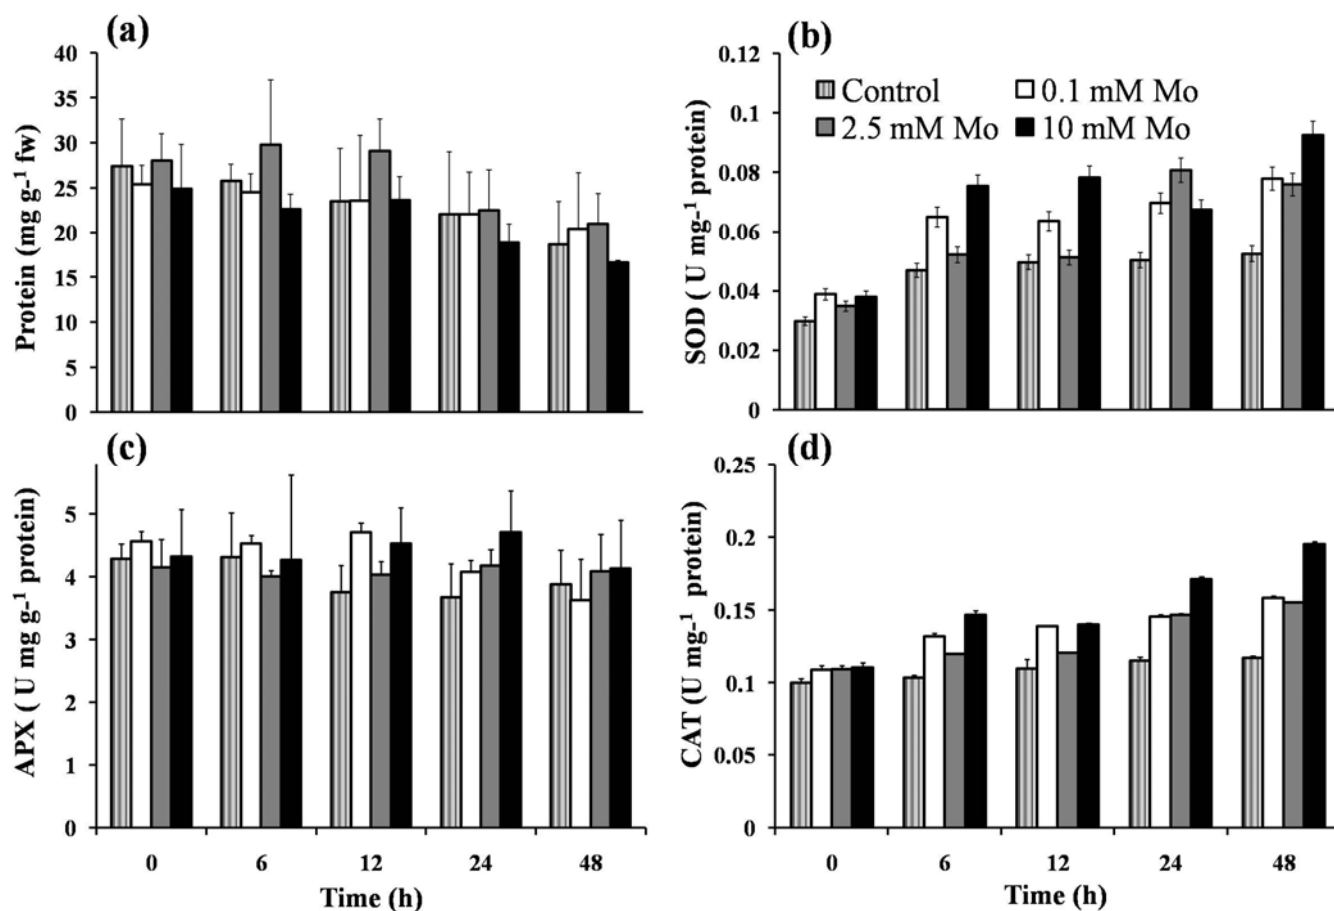 (a)
40
35
30
25
20
15
10
5
0
Protein (mg g-1 fw)
(b)
0.12
0.1
0.08
0.06
0.04
0.02
0
SOD ( U mg-1 protein)
Control
0.1 mM Mo
2.5 mM Mo
10 mM Mo
(c)
5
4
3
2
1
0
APX ( U mg g-1 protein)
0 6 12 24 48
Time (h)
(d)
0.25
0.2
0.15
0.1
0.05
0
CAT (U mg-1 protein)
0 6 12 24 48
Time (h)